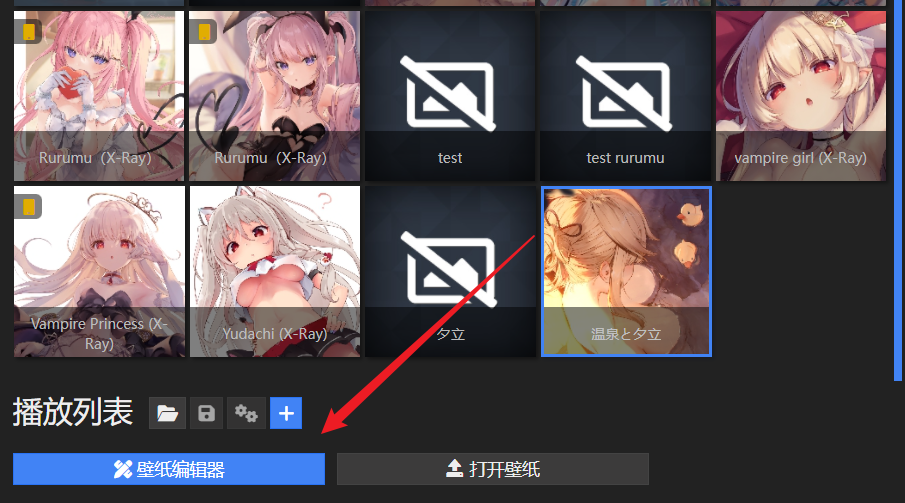 Rurumu（X-Ray）
Rurumu（X-Ray）
test
test rurumu
vampire girl (X-Ray)
Vampire Princess (X-
Ray)
Yudachi (X-Ray)
夕立
温泉と夕立
播放列表
壁纸编辑器
打开壁纸